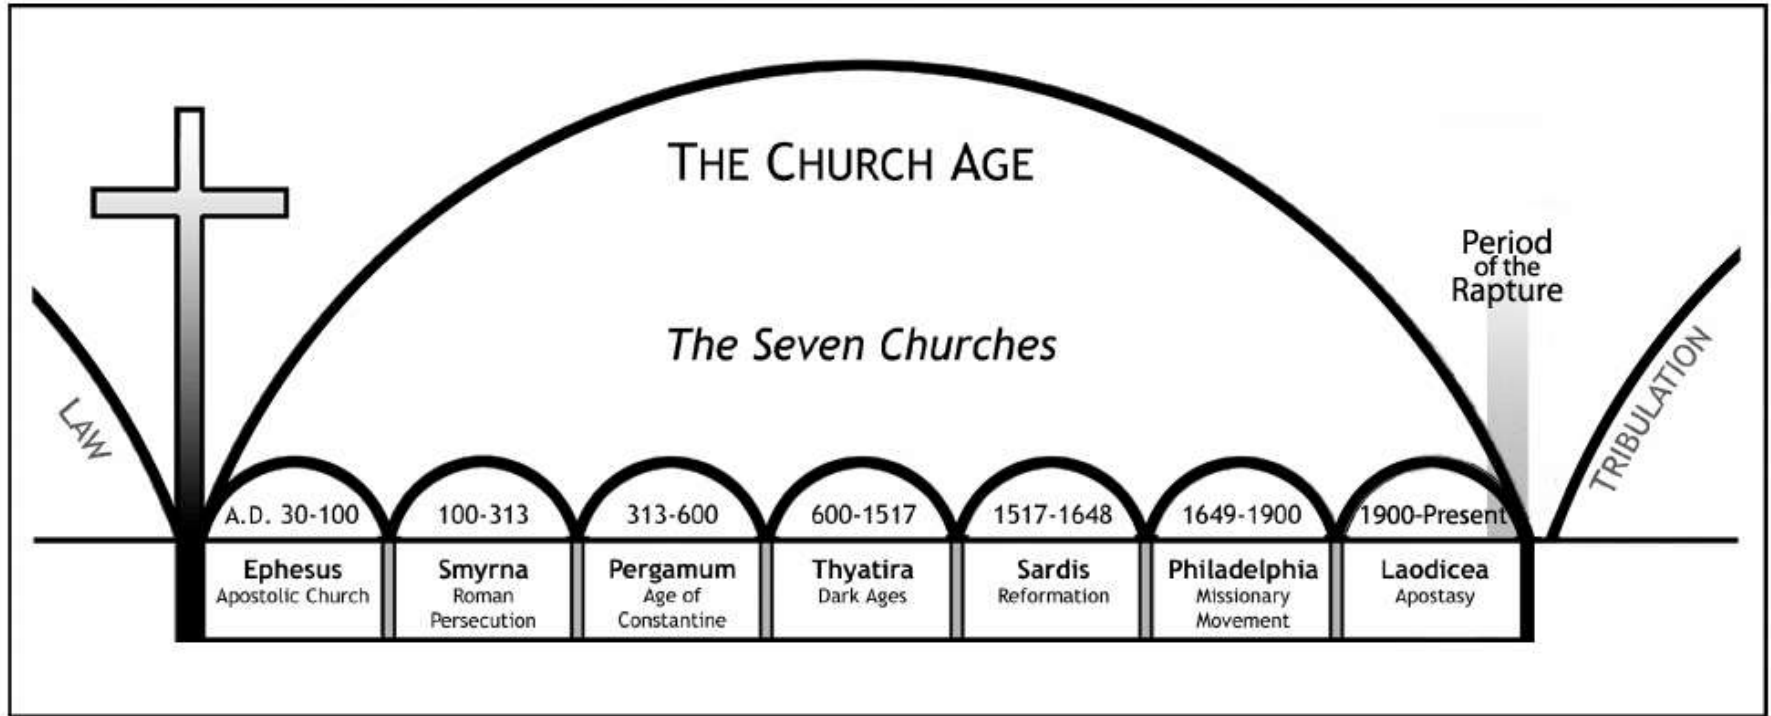 THE CHURCH AGE
Period
of the
Rapture
The Seven Churches
LAW
TRIBULATION
A.D. 30-100
100-313
313-600
600-1517
1517-1648
1649-1900
1900-Present
Ephesus
Apostolic Church
Smyrna
Roman
Persecution
Pergamum
Age of
Constantine
Thyatira
Dark Ages
Sardis
Reformation
Philadelphia
Missionary
Movement
Laodicea
Apostasy